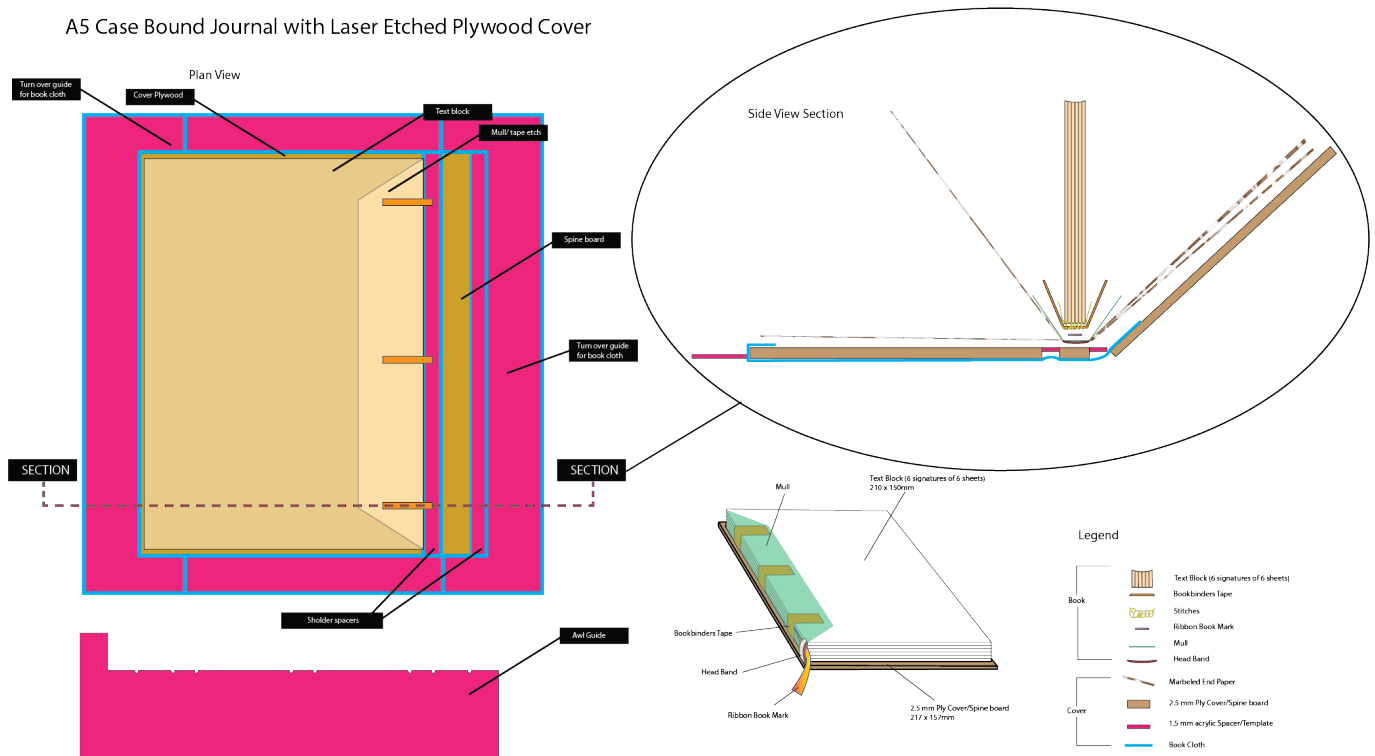 A5 Case Bound Journal with Laser Etched Plywood Cover
Plan View
Turn over guide
for book cloth
Cover Plywood
Text block
Mull/ tape etch
Spine board
Turn over guide
for book cloth
SECTION
SECTION
Sholder spacers
Awl Guide
Side View Section
Mull
Text Block (6 signatures of 6 sheets)
210 x 150mm
Bookbinders Tape
Head Band
Ribbon Book Mark
2.5 mm Ply Cover/Spine board
217 x 157mm
Legend
Book
Text Block (6 signatures of 6 sheets)
Bookbinders Tape
Stitches
Ribbon Book Mark
Mull
Head Band
Cover
Marbeled End Paper
2.5 mm Ply Cover/Spine board
1.5 mm acrylic Spacer/Template
Book Cloth